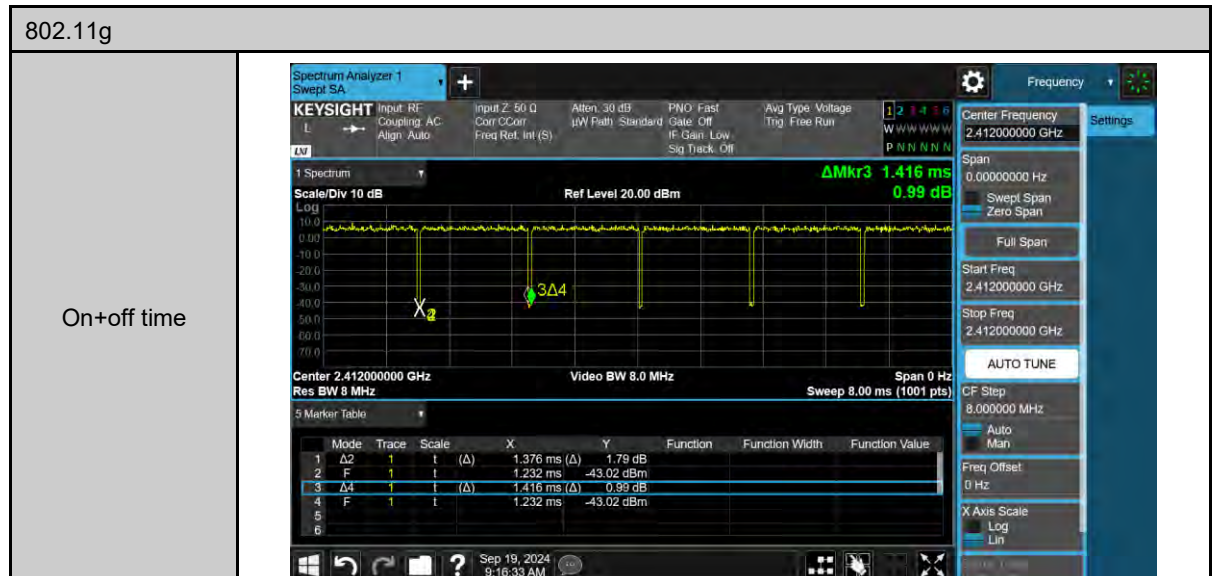 802.11g
On+off time
Spectrum Analyzer 1
Swept SA
+
Frequency
KEYSIGHT
L
LXI
Input: RF
Coupling: AC
Align: Auto
Input Z: 50 Ω
Corr CCorr
Freq Ref: Int (S)
Atten: 30 dB
µW Path: Standard
PNO: Fast
Gate: Off
IF Gain: Low
Sig Track: Off
Avg Type: Voltage
Trig: Free Run
1 2 3 4 5 6
W W W W W W
P N N N N N
1 Spectrum
Scale/Div 10 dB
Ref Level 20.00 dBm
ΔMkr3 1.416 ms
0.99 dB
Log
10.0
0.00
-10.0
-20.0
-30.0
-40.0
-50.0
-60.0
-70.0
3Δ4
X
Center 2.412000000 GHz
Res BW 8 MHz
Video BW 8.0 MHz
Span 0 Hz
Sweep 8.00 ms (1001 pts)
5 Marker Table
Mode Trace Scale X Y Function Function Width Function Value
1 Δ2 1 t (Δ) 1.376 ms (Δ) 1.79 dB
2 F 1 t 1.232 ms -43.02 dBm
3 Δ4 1 t (Δ) 1.416 ms (Δ) 0.99 dB
4 F 1 t 1.232 ms -43.02 dBm
5
6
?
Sep 19, 2024
9:16:33 AM
Settings
Center Frequency
2.412000000 GHz
Span
0.00000000 Hz
Swept Span
Zero Span
Full Span
Start Freq
2.412000000 GHz
Stop Freq
2.412000000 GHz
AUTO TUNE
CF Step
8.000000 MHz
Auto
Man
Freq Offset
0 Hz
X Axis Scale
Log
Lin